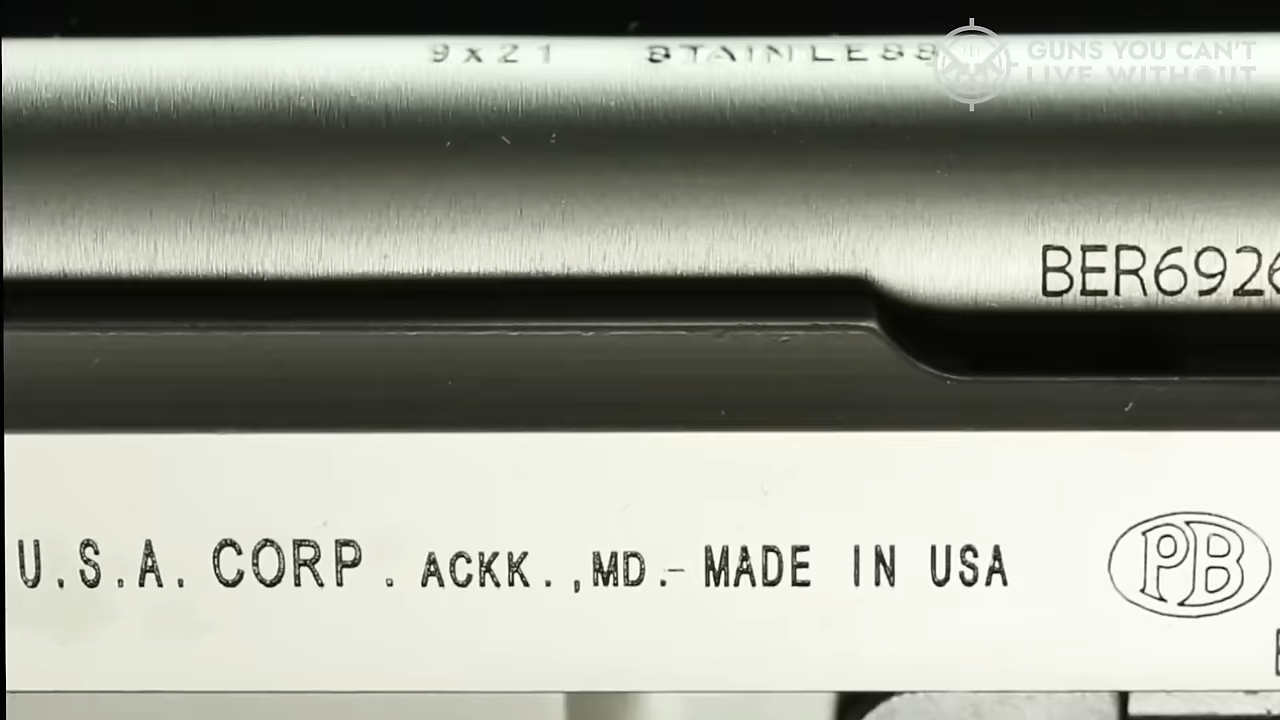 9x21 STAINLESS
GUNS YOU CAN'T
LIVE WITHOUT
BER6926
U.S.A. CORP. ACKK.,MD.- MADE IN USA
PB